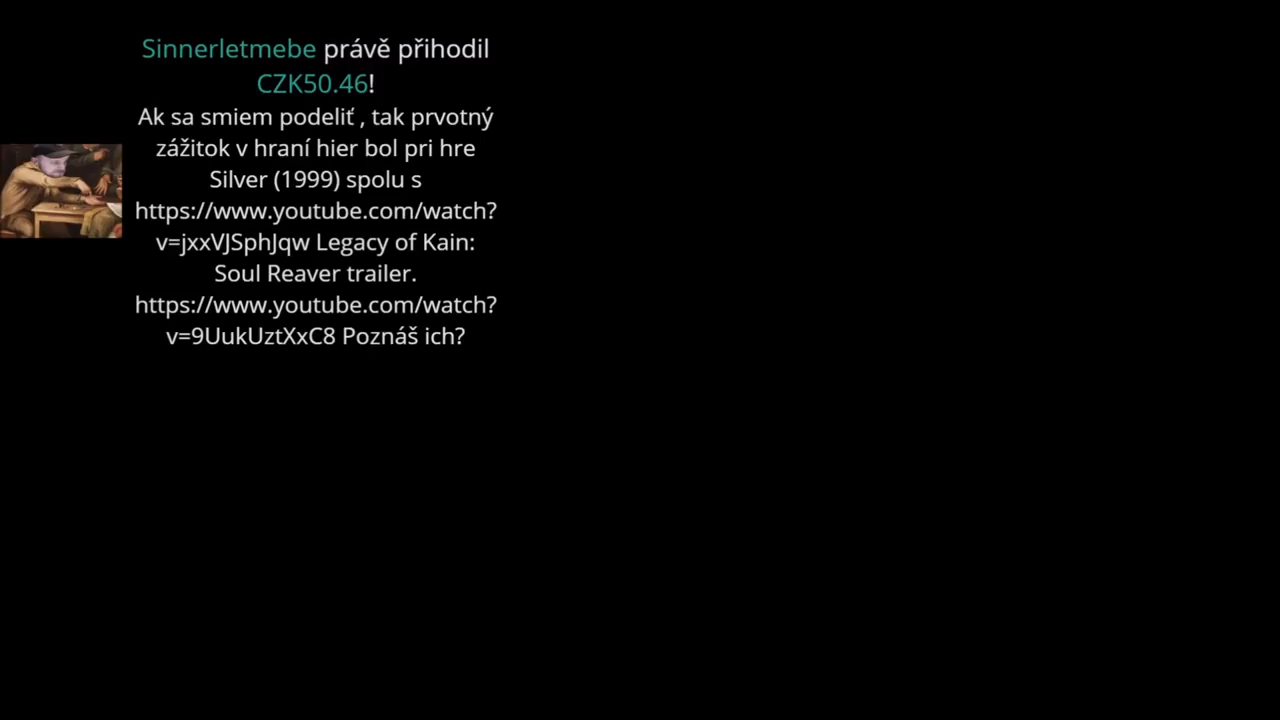 Sinnerletmebe právě přihodil
CZK50.46!
Ak sa smiem podeliť , tak prvotný
zážitok v hraní hier bol pri hre
Silver (1999) spolu s
https://www.youtube.com/watch?
v=jxxVJSphJqw Legacy of Kain:
Soul Reaver trailer.
https://www.youtube.com/watch?
v=9UukUztXxC8 Poznáš ich?